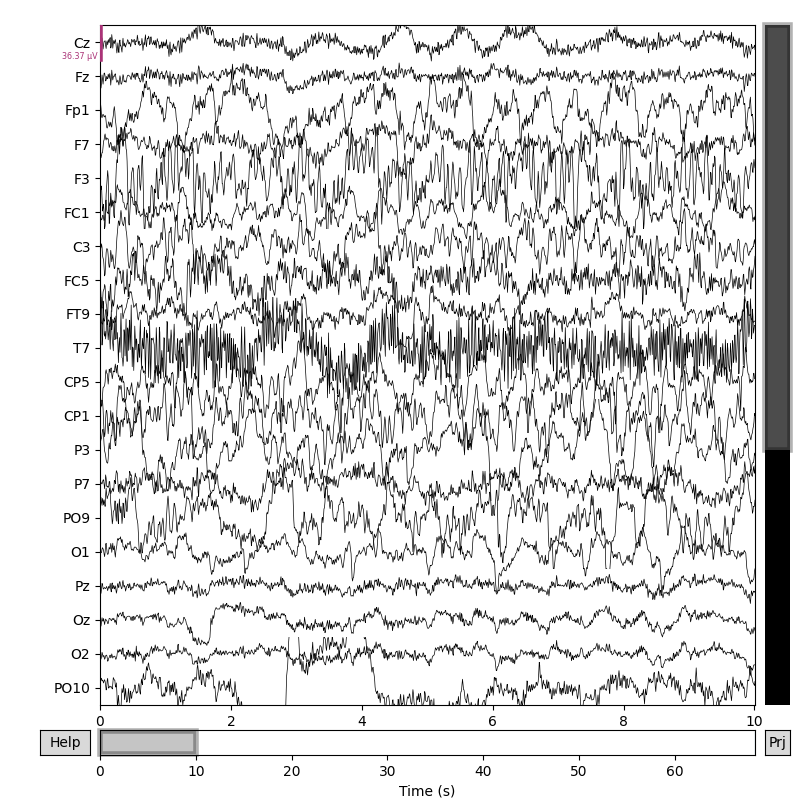 Cz
36.37 µV
Fz
Fp1
F7
F3
FC1
C3
FC5
FT9
T7
CP5
CP1
P3
P7
PO9
O1
Pz
Oz
O2
PO10
0 2 4 6 8 10
Help Prj
0 10 20 30 40 50 60
Time (s)